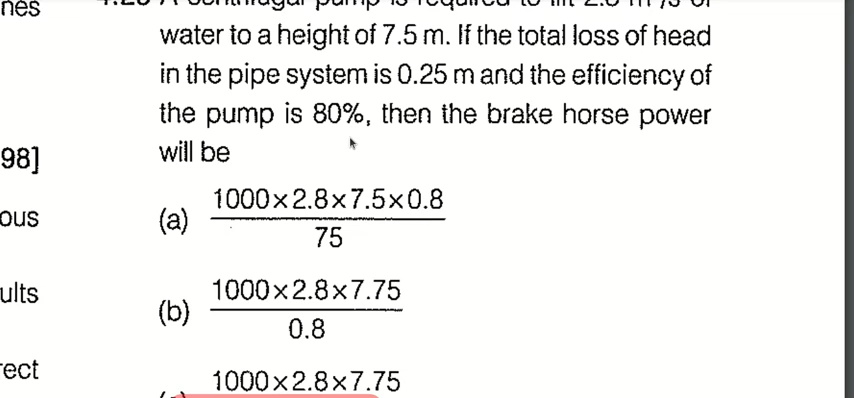 nes
water to a height of 7.5 m. If the total loss of head
in the pipe system is 0.25 m and the efficiency of
the pump is 80%, then the brake horse power
98]
will be
ous
(a) 1000×2.8×7.5×0.8
75
ults
(b) 1000×2.8×7.75
0.8
rect
1000×2.8×7.75